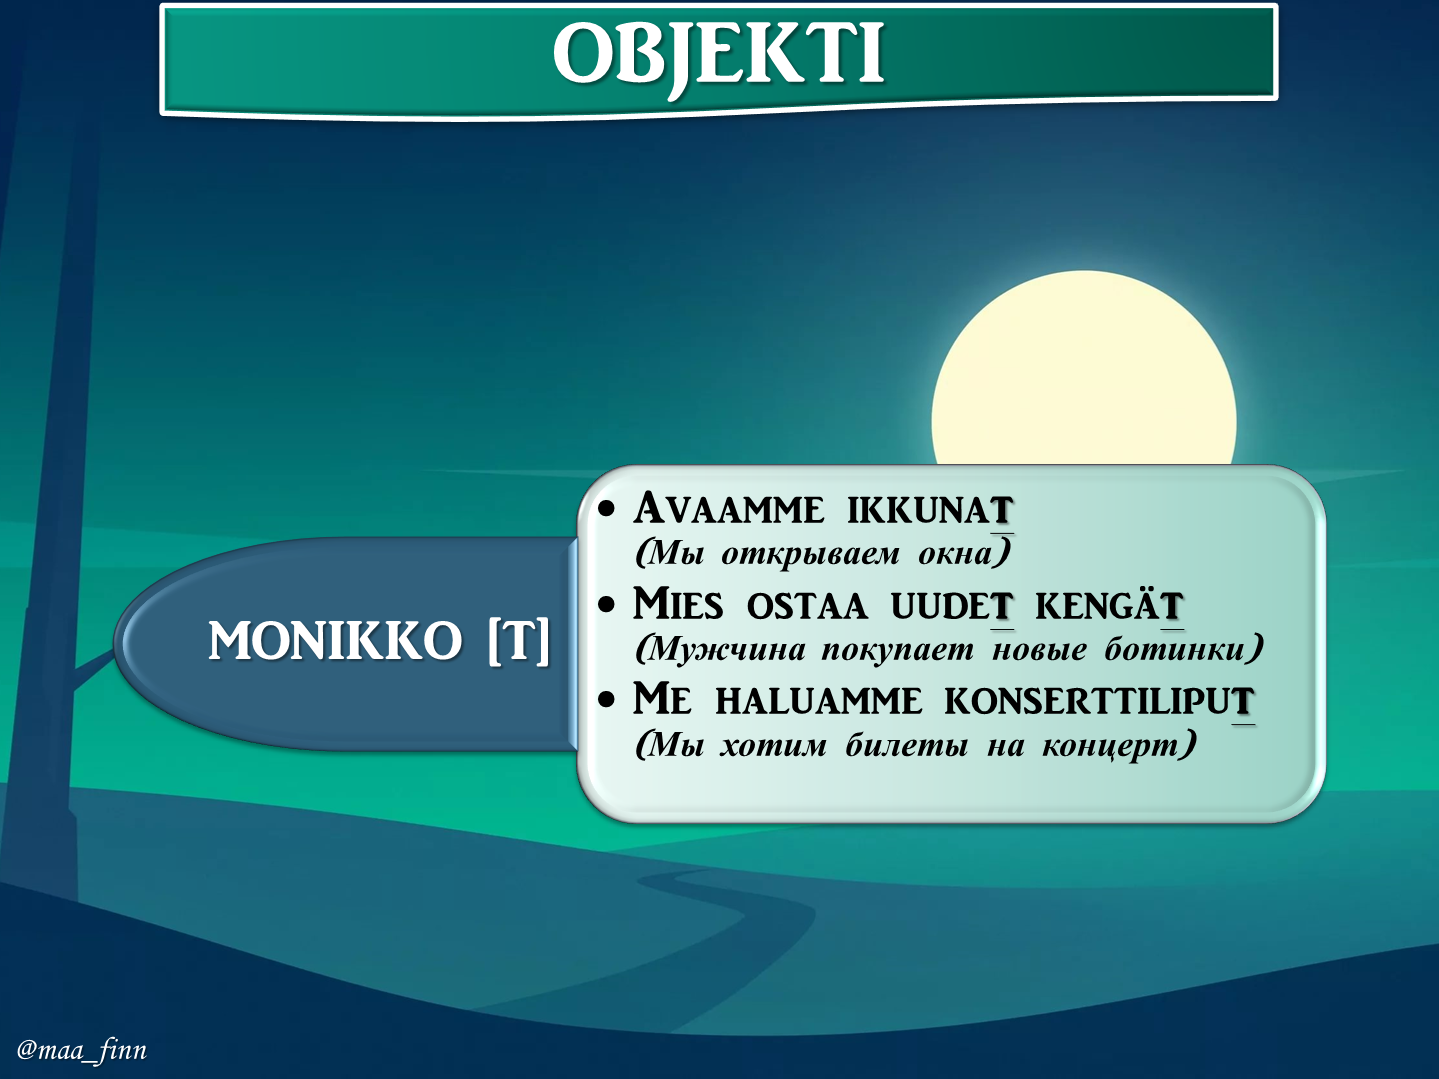 OBJEKTI
MONIKKO [T]
• AVAAMME IKKUNAT
(Мы открываем окна)
• MIES OSTAA UUDET KENGÄT
(Мужчина покупает новые ботинки)
• ME HALUAMME KONSERTTILIPUT
(Мы хотим билеты на концерт)
@maa_finn